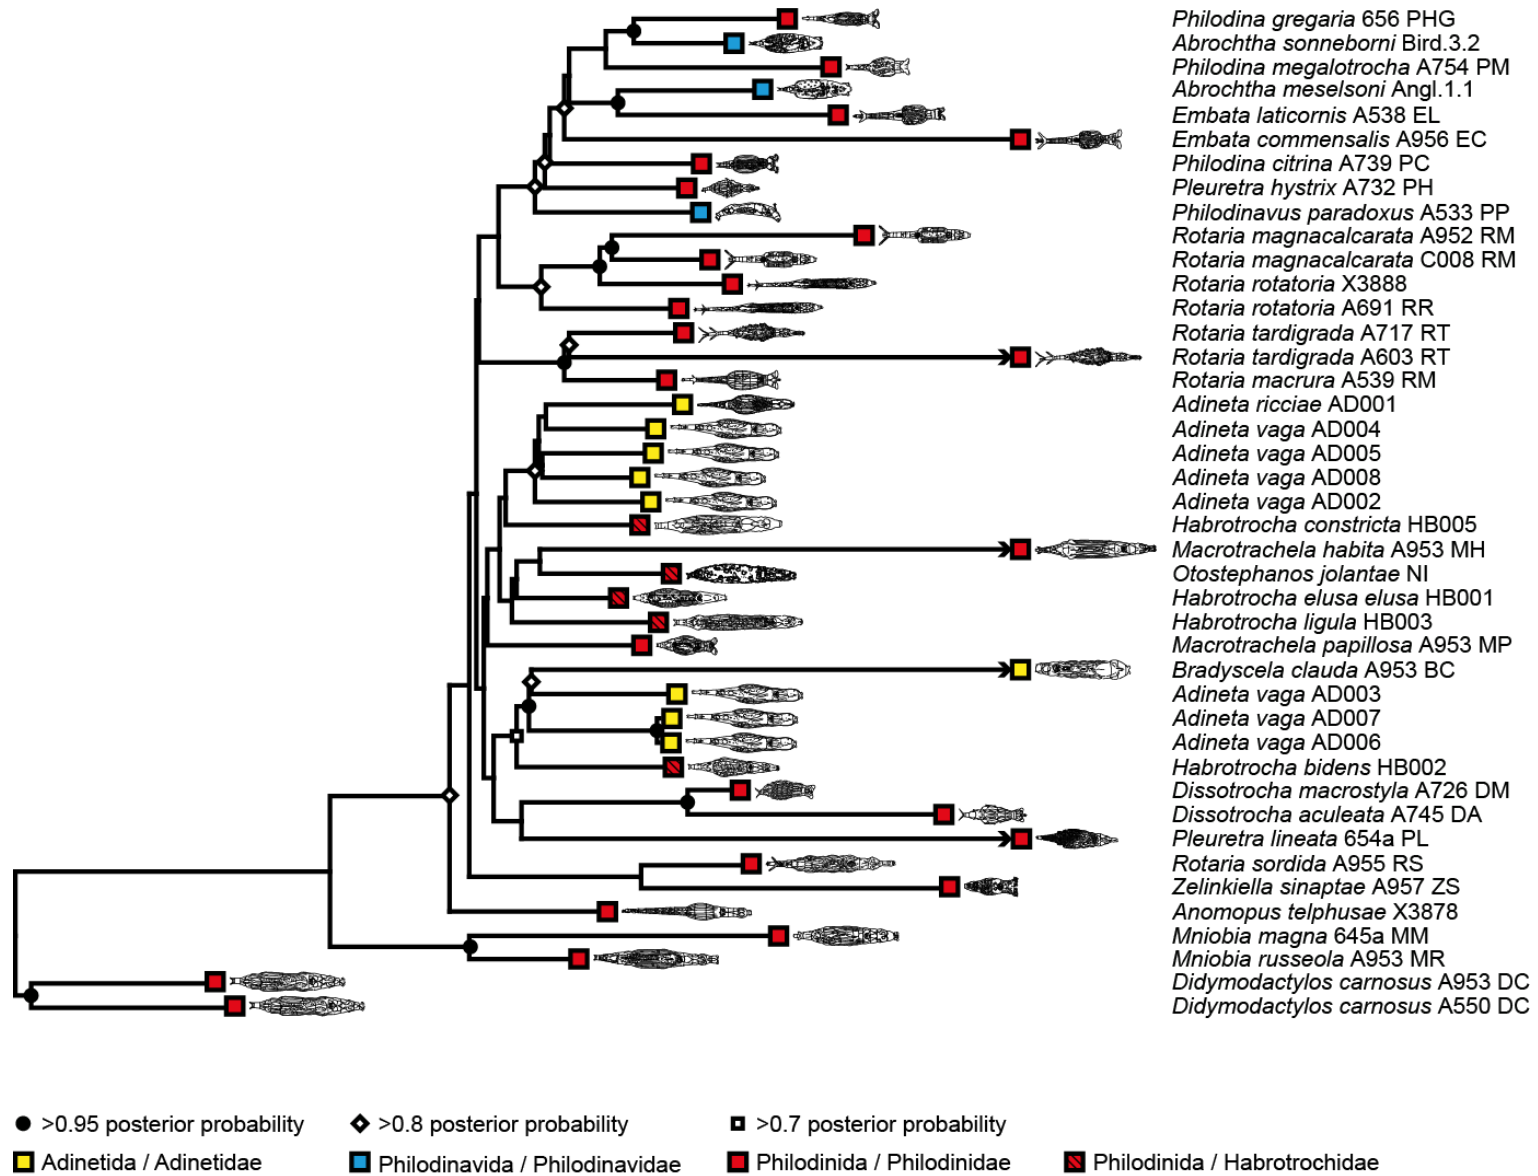 Philodina gregaria 656 PHG
Abrochtha sonneborni Bird.3.2
Philodina megalotrocha A754 PM
Abrochtha meselsoni Angl.1.1
Embata laticornis A538 EL
Embata commensalis A956 EC
Philodina citrina A739 PC
Pleuretra hystrix A732 PH
Philodinavus paradoxus A533 PP
Rotaria magnacalcarata A952 RM
Rotaria magnacalcarata C008 RM
Rotaria rotatoria X3888
Rotaria rotatoria A691 RR
Rotaria tardigrada A717 RT
Rotaria tardigrada A603 RT
Rotaria macrura A539 RM
Adineta ricciae AD001
Adineta vaga AD004
Adineta vaga AD005
Adineta vaga AD008
Adineta vaga AD002
Habrotrocha constricta HB005
Macrotrachela habita A953 MH
Otostephanos jolantae NI
Habrotrocha elusa elusa HB001
Habrotrocha ligula HB003
Macrotrachela papillosa A953 MP
Bradyscela clauda A953 BC
Adineta vaga AD003
Adineta vaga AD007
Adineta vaga AD006
Habrotrocha bidens HB002
Dissotrocha macrostyla A726 DM
Dissotrocha aculeata A745 DA
Pleuretra lineata 654a PL
Rotaria sordida A955 RS
Zelinkiella sinaptae A957 ZS
Anomopus telphusae X3878
Mniobia magna 645a MM
Mniobia russeola A953 MR
Didymodactylos carnosus A953 DC
Didymodactylos carnosus A550 DC
>0.95 posterior probability >0.8 posterior probability >0.7 posterior probability
Adinetida / Adinetidae Philodinavida / Philodinavidae Philodinida / Philodinidae Philodinida / Habrotrochidae